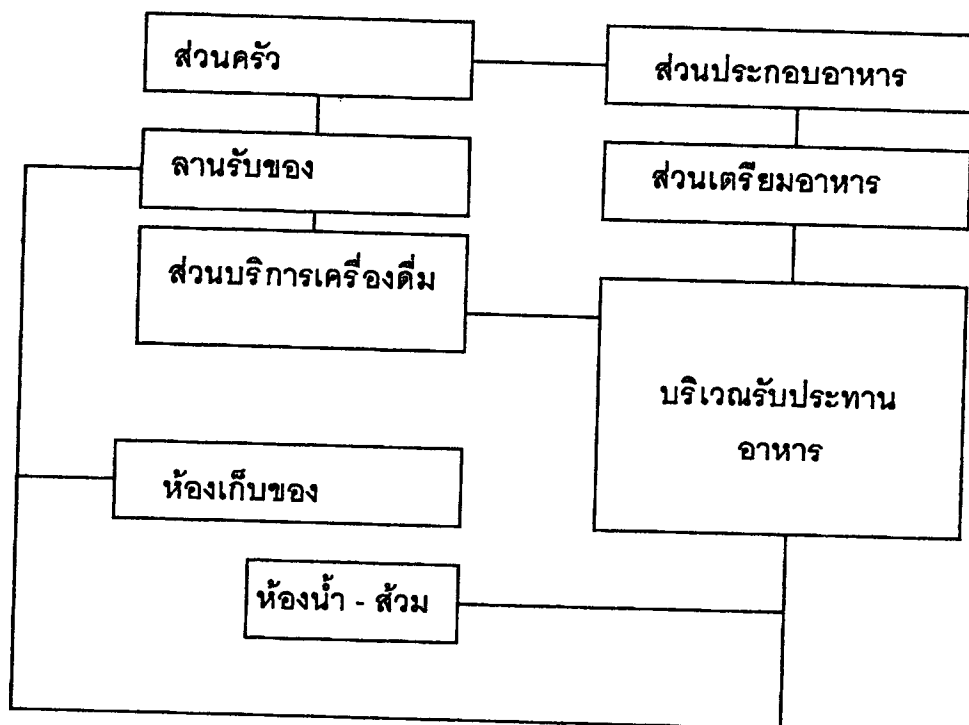 ส่วนครัว
ส่วนประกอบอาหาร
ลานรับของ
ส่วนเตรียมอาหาร
ส่วนบริการเครื่องดื่ม
บริเวณรับประทาน
อาหาร
ห้องเก็บของ
ห้องน้ำ - ส้วม